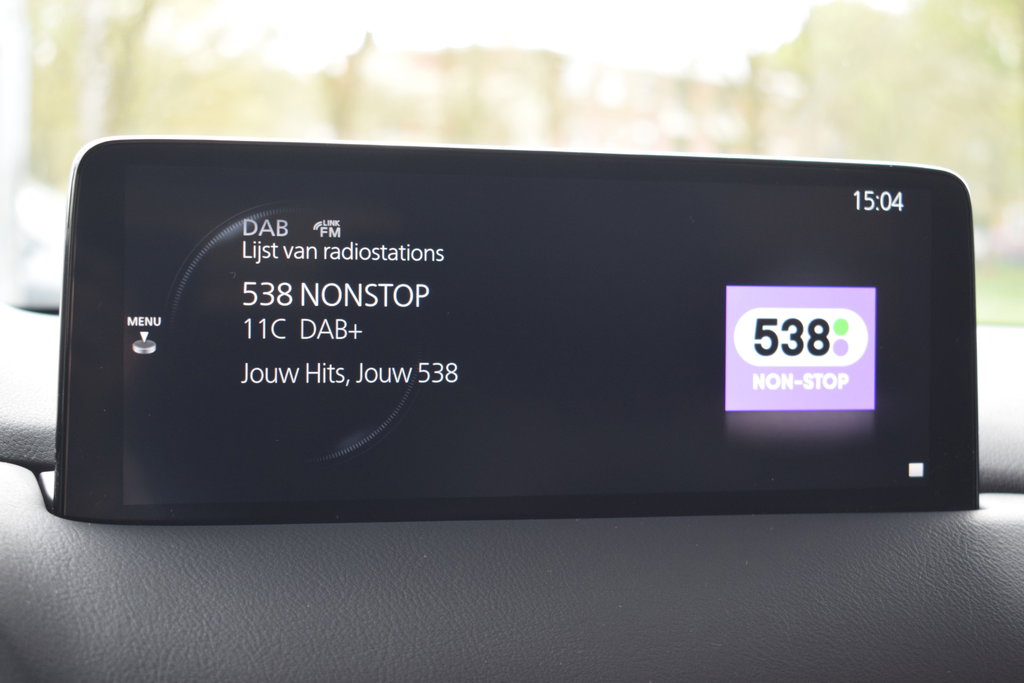 15:04
DAB LINK FM
Lijst van radiostations
538 NONSTOP
11C DAB+
Jouw Hits, Jouw 538
MENU
538
NON-STOP